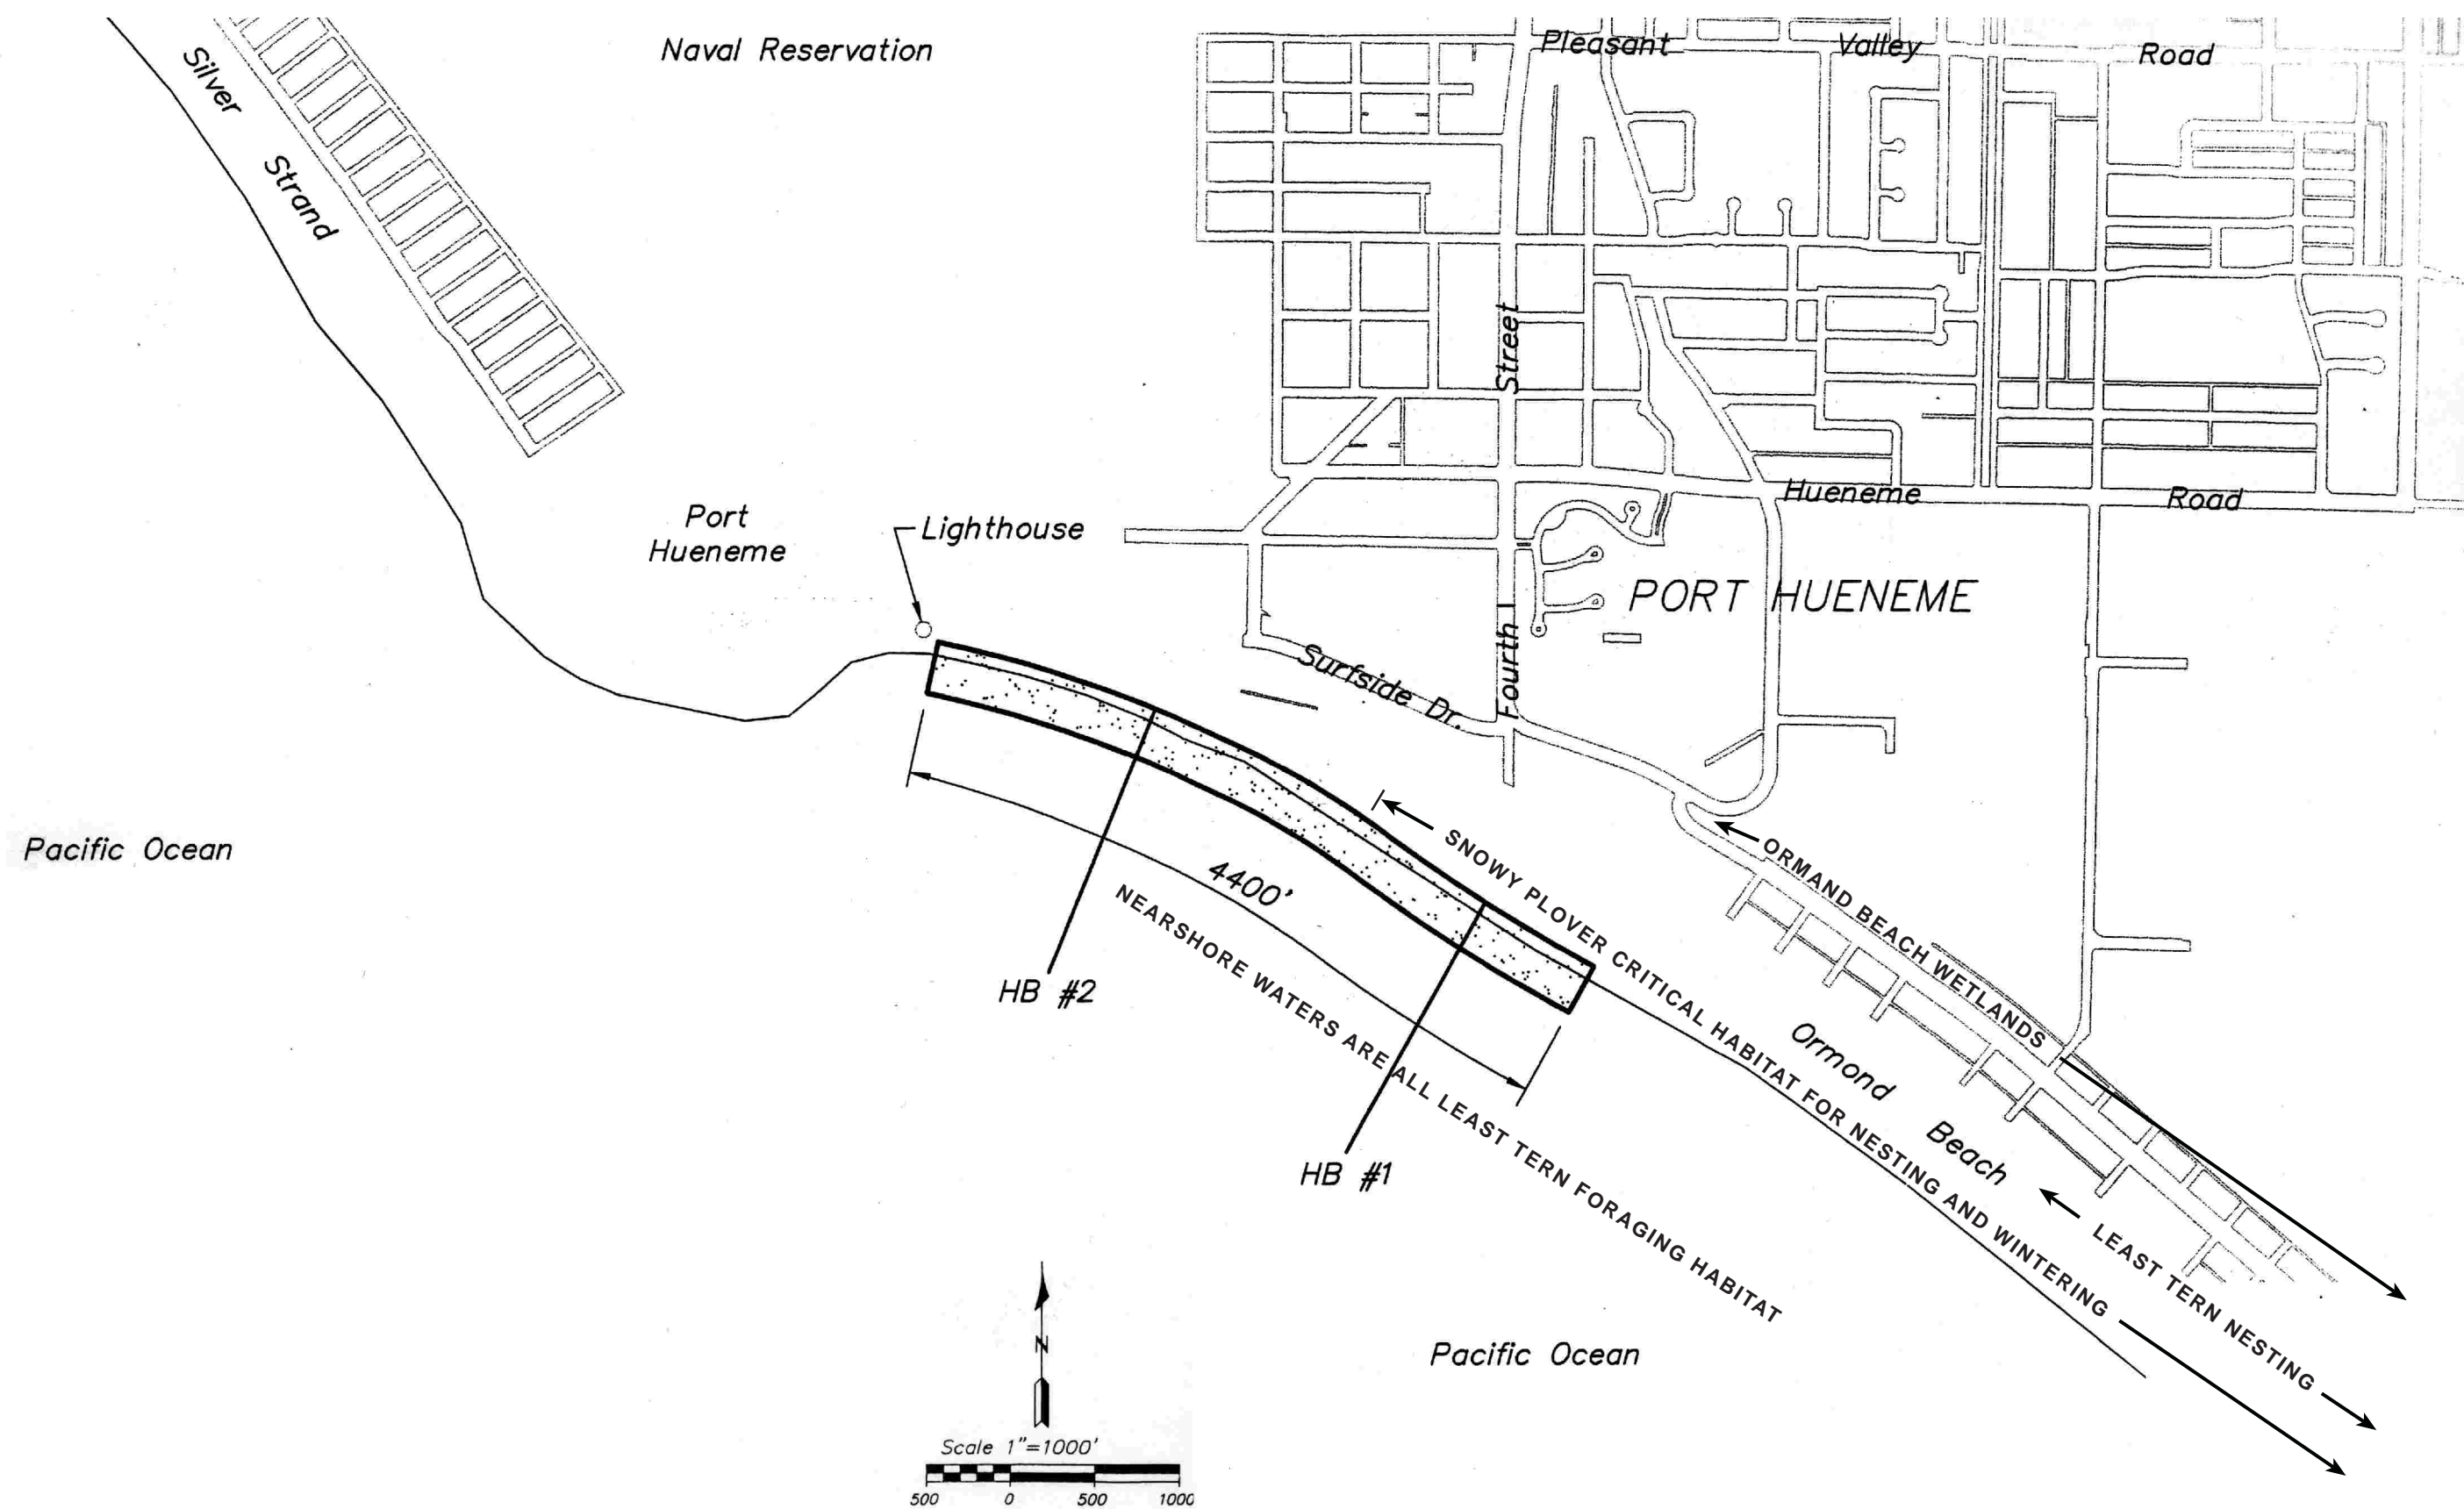 Naval Reservation
Pleasant Valley Road
Silver
Strand
Street
Port
Hueneme
Lighthouse
Hueneme Road
PORT HUENEME
Fourth
Surfside Dr.
Pacific Ocean
4400'
SNOWY PLOVER CRITICAL HABITAT FOR NESTING AND WINTERING
ORMAND BEACH WETLANDS
NEARSHORE WATERS ARE ALL LEAST TERN FORAGING HABITAT
HB #2
HB #1
Ormond
Beach
LEAST TERN NESTING
Pacific Ocean
N
Scale 1"=1000'
500 0 500 1000